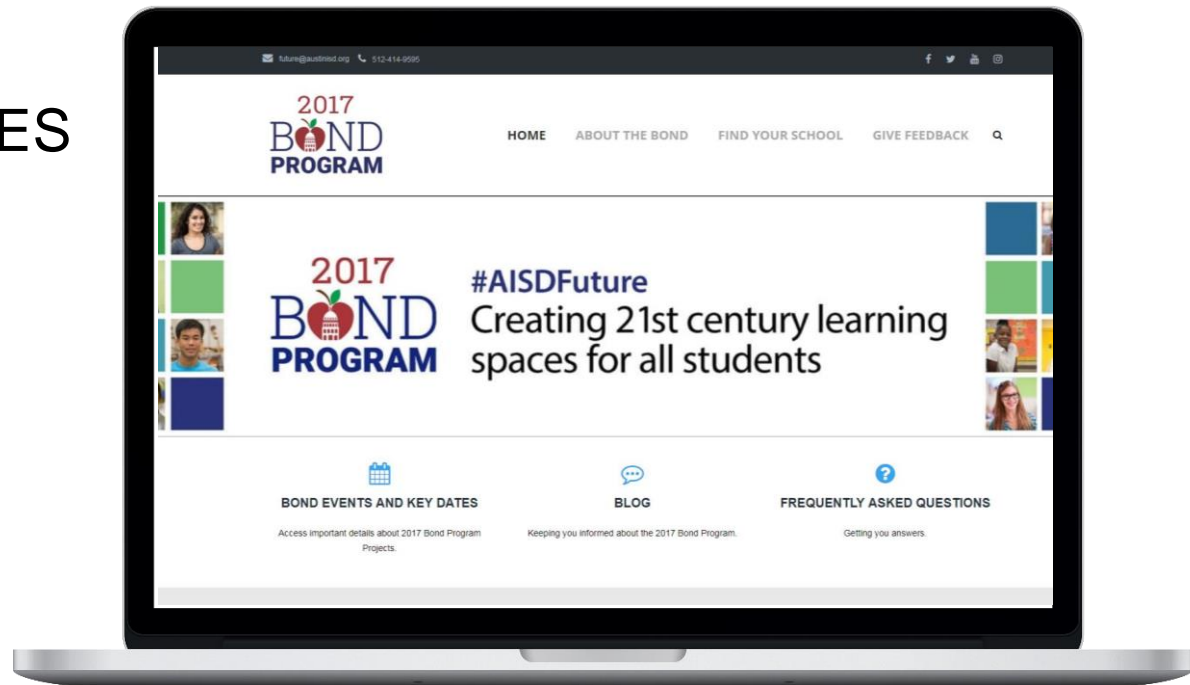 ES
future@austinisd.org 512-414-9595
2017
BOND
PROGRAM
HOME ABOUT THE BOND FIND YOUR SCHOOL GIVE FEEDBACK
2017
BOND
PROGRAM
#AISDFuture
Creating 21st century learning
spaces for all students
BOND EVENTS AND KEY DATES
Access important details about 2017 Bond Program
Projects.
BLOG
Keeping you informed about the 2017 Bond Program.
FREQUENTLY ASKED QUESTIONS
Getting you answers.